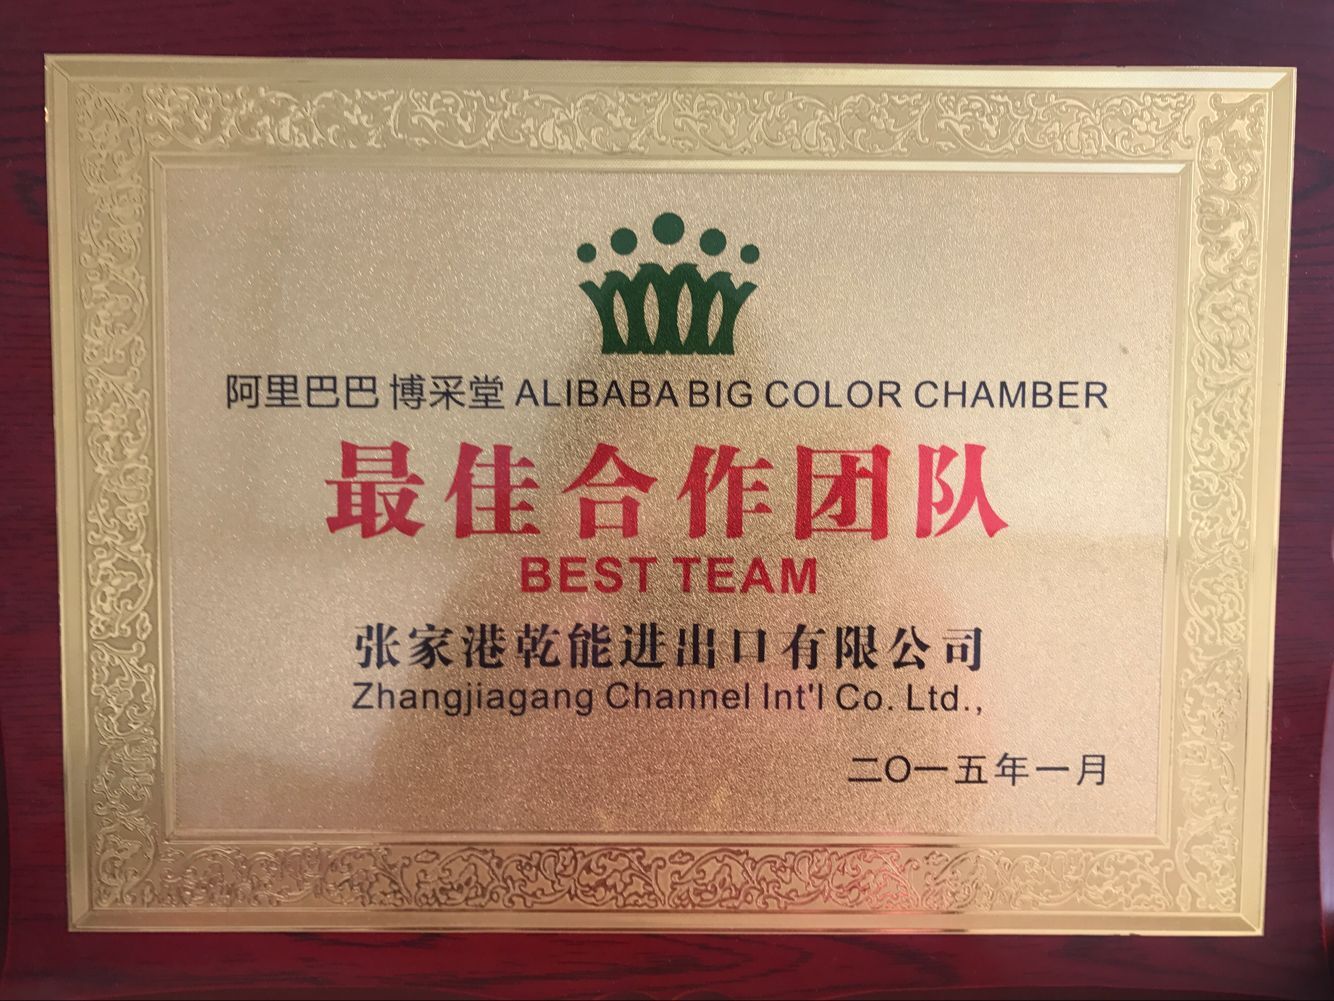 阿里巴巴 博采堂 ALIBABA BIG COLOR CHAMBER
最佳合作团队
BEST TEAM
张家港乾能进出口有限公司
Zhangjiagang Channel Int'l Co. Ltd.,
二〇一五年一月